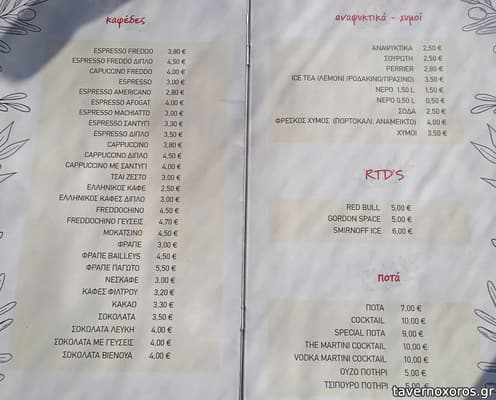 καφέδες
ESPRESSO FREDDO 3,80 €
ESPRESSO FREDDO ΔΙΠΛΟ 4,50 €
CAPPUCINO FREDDO 4,00 €
ESPRESSO 3,00 €
ESPRESSO AMERICANO 2,80 €
ESPRESSO AFOGAT 4,00 €
ESPRESSO MACHIATTO 3,00 €
ESPRESSO ΣΑΝΤΥΓΙ 3,30 €
ESPRESSO ΔΙΠΛΟ 3,50 €
CAPPUCCINO 3,80 €
CAPPUCCINO ΔΙΠΛΟ 4,50 €
CAPPUCCINO ΜΕ ΣΑΝΤΥΓΙ 4,00 €
ΤΣΑΙ ΖΕΣΤΟ 3,00 €
ΕΛΛΗΝΙΚΟΣ ΚΑΦΕ 2,50 €
ΕΛΛΗΝΙΚΟΣ ΚΑΦΕΣ ΔΙΠΛΟ 3,00 €
FREDDOCHINO 4,50 €
FREDDOCHINO ΓΕΥΣΕΙΣ 4,70 €
ΜΟΚΑΤΣΙΝΟ 4,50 €
ΦΡΑΠΕ 3,00 €
ΦΡΑΠΕ BAILLEYS 4,50 €
ΦΡΑΠΕ ΠΑΓΩΤΟ 5,50 €
ΝΕΣΚΑΦΕ 3,00 €
ΚΑΦΕΣ ΦΙΛΤΡΟΥ 3,20 €
ΚΑΚΑΟ 3,30 €
ΣΟΚΟΛΑΤΑ 3,50 €
ΣΟΚΟΛΑΤΑ ΛΕΥΚΗ 4,00 €
ΣΟΚΟΛΑΤΑ ΜΕ ΓΕΥΣΕΙΣ 4,00 €
ΣΟΚΟΛΑΤΑ ΒΙΕΝΟΥΑ 4,00 €
αναψυκτικά - χυμοί
ΑΝΑΨΥΚΤΙΚΑ 2,50 €
ΣΟΥΡΩΤΗ 2,50 €
PERRIER 2,80 €
ICE TEA (ΛΕΜΟΝΙ /ΡΟΔΑΚΙΝΟ/ΠΡΑΣΙΝΟ) 3,50 €
ΝΕΡΟ 1,50 L 1,50 €
ΝΕΡΟ 0,50 L 0,50 €
ΣΟΔΑ 2,50 €
ΦΡΕΣΚΟΣ ΧΥΜΟΣ (ΠΟΡΤΟΚΑΛΙ, ΑΝΑΜΕΙΚΤΟ) 4,00 €
ΧΥΜΟΙ 3,50 €
RTD'S
RED BULL 5,00 €
GORDON SPACE 5,00 €
SMIRNOFF ICE 6,00 €
ποτά
ΠΟΤΑ 7,00 €
COCKTAIL 10,00 €
SPECIAL ΠΟΤΑ 9,00 €
THE MARTINI COCKTAIL 10,00 €
VODKA MARTINI COCKTAIL 10,00 €
ΟΥΖΟ ΠΟΤΗΡΙ 5,00 €
ΤΣΙΠΟΥΡΟ ΠΟΤΗΡΙ 5,00 €
tavernoxoros.gr